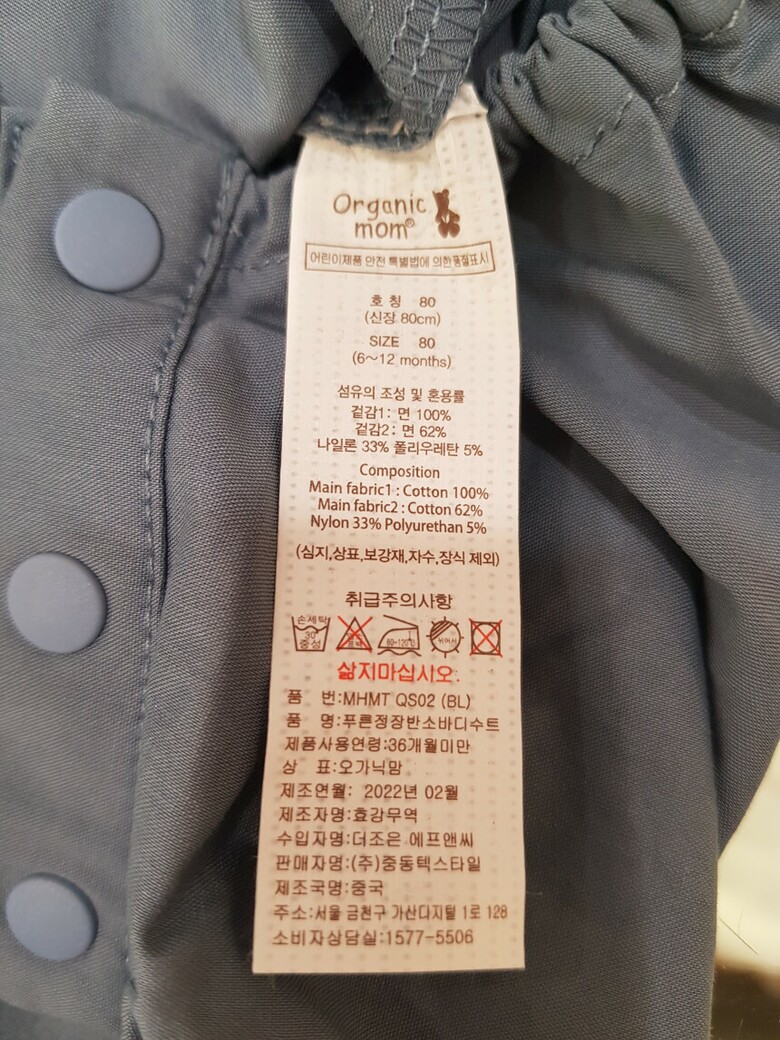 Organic
mom®
어린이제품 안전 특별법에 의한 품질표시
호 칭 80
(신장 80cm)
SIZE 80
(6~12 months)
섬유의 조성 및 혼용률
겉감1: 면 100%
겉감2: 면 62%
나일론 33% 폴리우레탄 5%
Composition
Main fabric1 : Cotton 100%
Main fabric2 : Cotton 62%
Nylon 33% Polyurethan 5%
(심지,상표,보강재,자수,장식 제외)
취급주의사항
손세탁
30
중성
80~120℃
뉘어서
삶지마십시오.
품 번:MHMT QS02 (BL)
품 명:푸른정장반소바디수트
제품사용연령:36개월미만
상 표:오가닉맘
제조연월: 2022년 02월
제조자명:효강무역
수입자명:더조은 에프앤씨
판매자명:(주)중동텍스타일
제조국명:중국
주소:서울 금천구 가산디지털 1로 128
소비자상담실:1577-5506